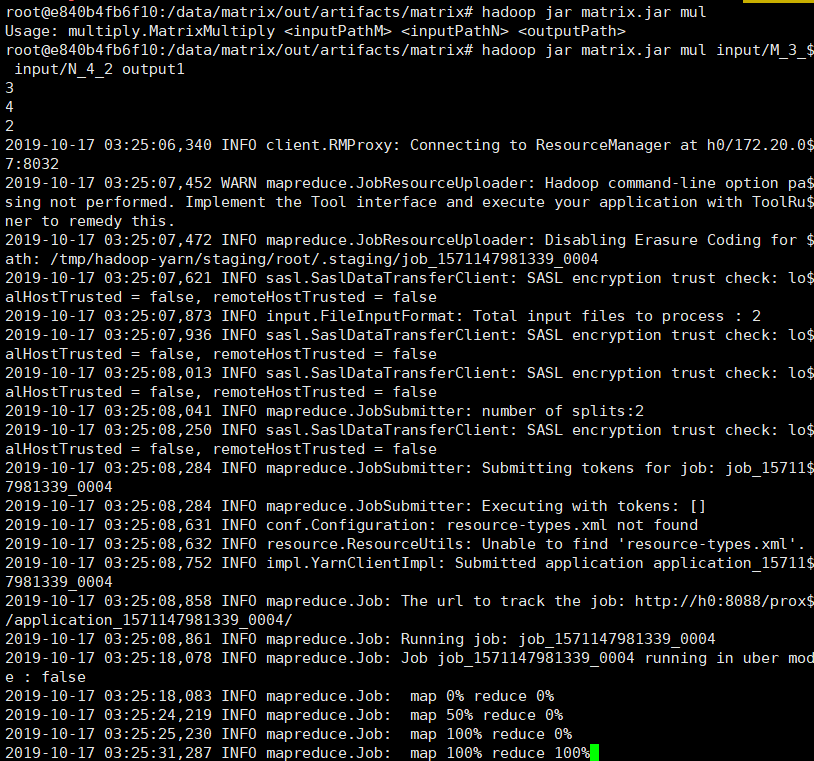 root@e840b4fb6f10:/data/matrix/out/artifacts/matrix# hadoop jar matrix.jar mul
Usage: multiply.MatrixMultiply <inputPathM> <inputPathN> <outputPath>
root@e840b4fb6f10:/data/matrix/out/artifacts/matrix# hadoop jar matrix.jar mul input/M_3_$
 input/N_4_2 output1
3
4
2
2019-10-17 03:25:06,340 INFO client.RMProxy: Connecting to ResourceManager at h0/172.20.0$
7:8032
2019-10-17 03:25:07,452 WARN mapreduce.JobResourceUploader: Hadoop command-line option pa$
sing not performed. Implement the Tool interface and execute your application with ToolRu$
ner to remedy this.
2019-10-17 03:25:07,472 INFO mapreduce.JobResourceUploader: Disabling Erasure Coding for $
ath: /tmp/hadoop-yarn/staging/root/.staging/job_1571147981339_0004
2019-10-17 03:25:07,621 INFO sasl.SaslDataTransferClient: SASL encryption trust check: lo$
alHostTrusted = false, remoteHostTrusted = false
2019-10-17 03:25:07,873 INFO input.FileInputFormat: Total input files to process : 2
2019-10-17 03:25:07,936 INFO sasl.SaslDataTransferClient: SASL encryption trust check: lo$
alHostTrusted = false, remoteHostTrusted = false
2019-10-17 03:25:08,013 INFO sasl.SaslDataTransferClient: SASL encryption trust check: lo$
alHostTrusted = false, remoteHostTrusted = false
2019-10-17 03:25:08,041 INFO mapreduce.JobSubmitter: number of splits:2
2019-10-17 03:25:08,250 INFO sasl.SaslDataTransferClient: SASL encryption trust check: lo$
alHostTrusted = false, remoteHostTrusted = false
2019-10-17 03:25:08,284 INFO mapreduce.JobSubmitter: Submitting tokens for job: job_15711$
7981339_0004
2019-10-17 03:25:08,284 INFO mapreduce.JobSubmitter: Executing with tokens: []
2019-10-17 03:25:08,631 INFO conf.Configuration: resource-types.xml not found
2019-10-17 03:25:08,632 INFO resource.ResourceUtils: Unable to find 'resource-types.xml'.
2019-10-17 03:25:08,752 INFO impl.YarnClientImpl: Submitted application application_15711$
7981339_0004
2019-10-17 03:25:08,858 INFO mapreduce.Job: The url to track the job: http://h0:8088/prox$
/application_1571147981339_0004/
2019-10-17 03:25:08,861 INFO mapreduce.Job: Running job: job_1571147981339_0004
2019-10-17 03:25:18,078 INFO mapreduce.Job: Job job_1571147981339_0004 running in uber mod
e : false
2019-10-17 03:25:18,083 INFO mapreduce.Job:  map 0% reduce 0%
2019-10-17 03:25:24,219 INFO mapreduce.Job:  map 50% reduce 0%
2019-10-17 03:25:25,230 INFO mapreduce.Job:  map 100% reduce 0%
2019-10-17 03:25:31,287 INFO mapreduce.Job:  map 100% reduce 100%